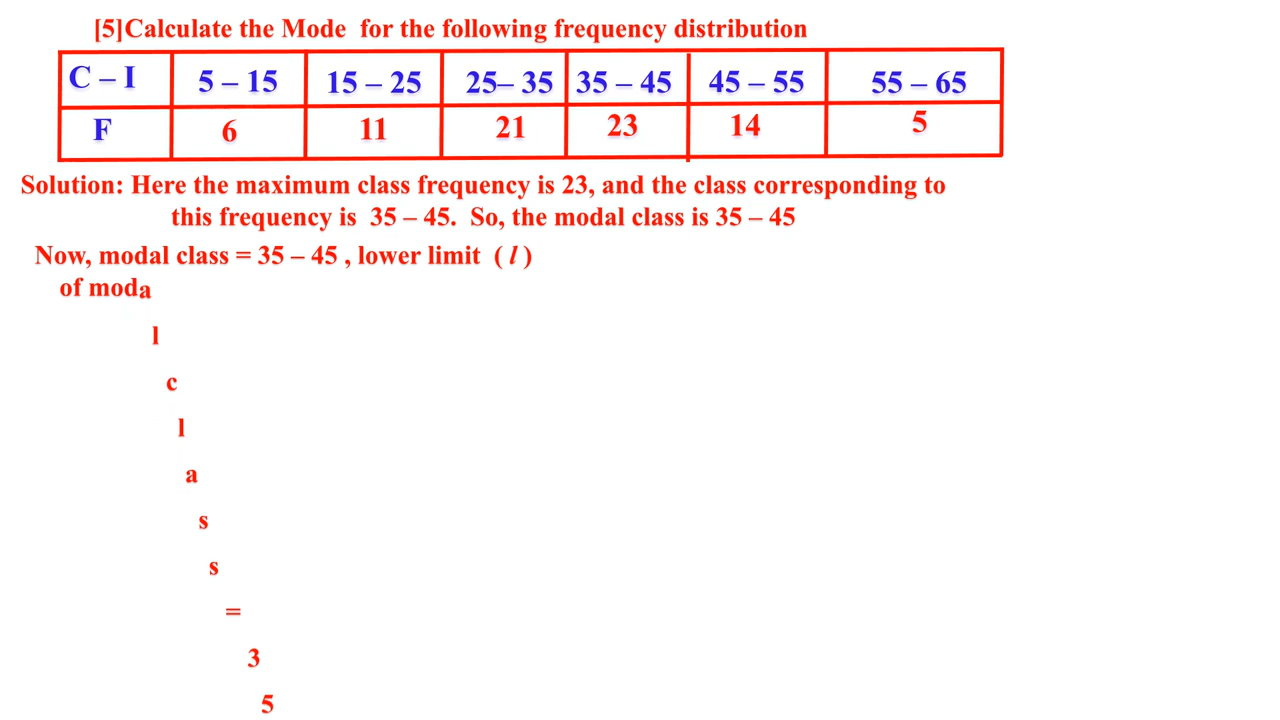 [5]Calculate the Mode for the following frequency distribution
C – I 5 – 15 15 – 25 25– 35 35 – 45 45 – 55 55 – 65
F 6 11 21 23 14 5
Solution: Here the maximum class frequency is 23, and the class corresponding to
this frequency is 35 – 45. So, the modal class is 35 – 45
Now, modal class = 35 – 45 , lower limit ( l )
of modal class = 35